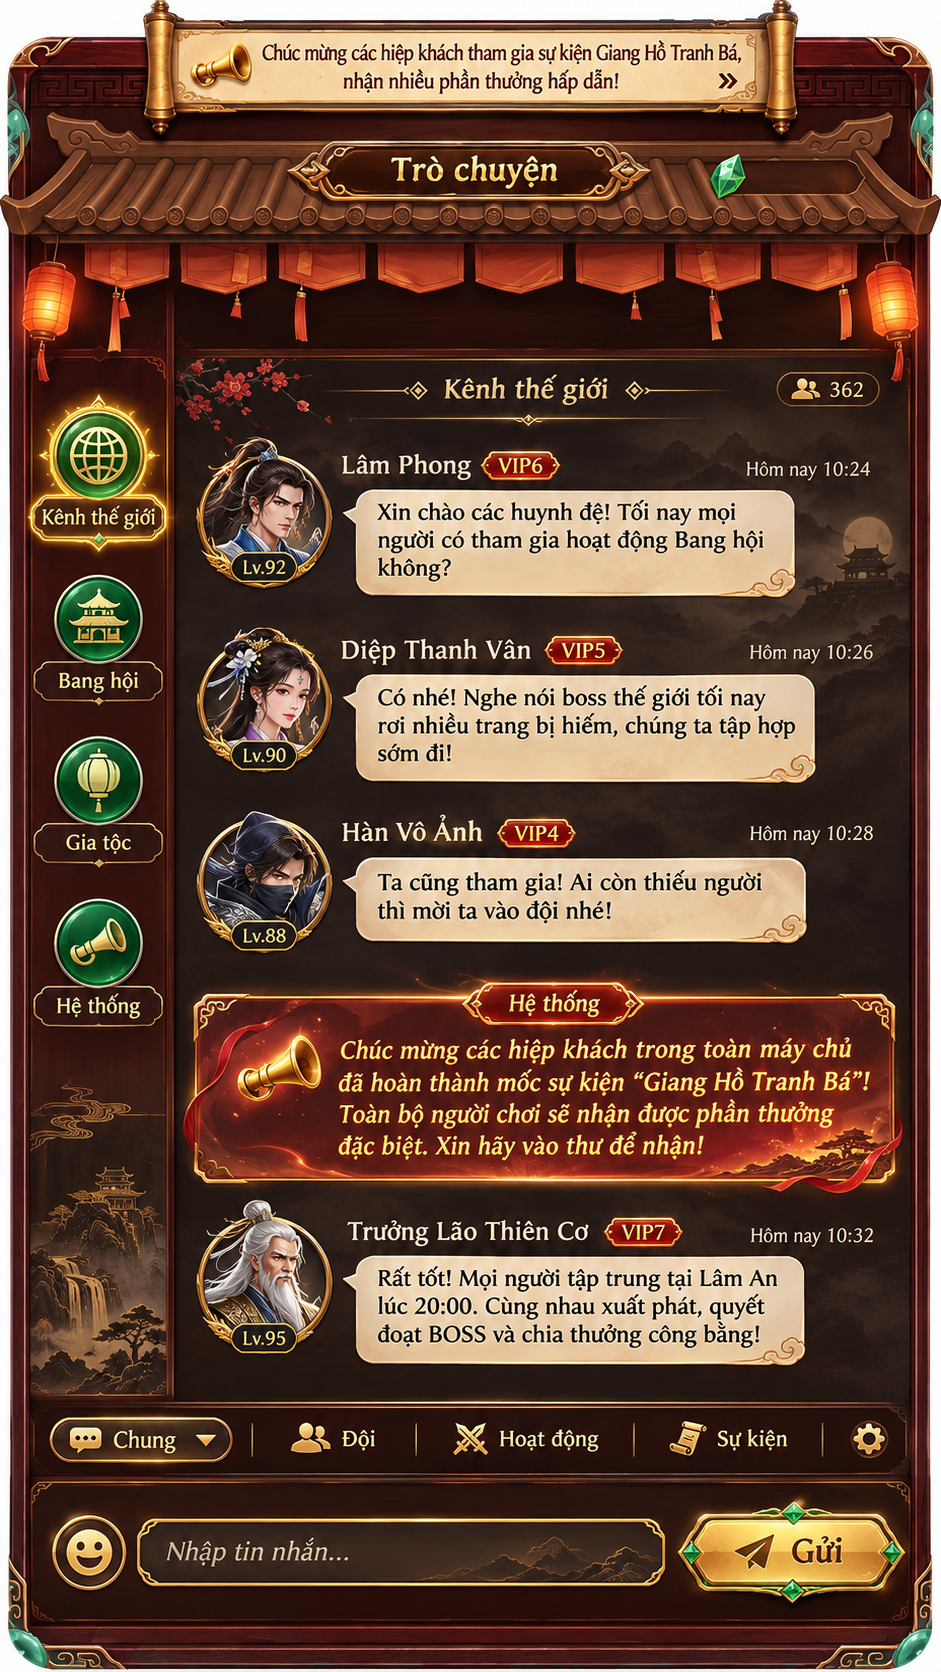 Chúc mừng các hiệp khách tham gia sự kiện Giang Hồ Tranh Bá,
nhận nhiều phần thưởng hấp dẫn!
Trò chuyện
Kênh thế giới
362
Kênh thế giới
Bang hội
Gia tộc
Hệ thống
Lâm Phong
VIP6
Hôm nay 10:24
Lv.92
Xin chào các huynh đệ! Tối nay mọi
người có tham gia hoạt động Bang hội
không?
Diệp Thanh Vân
VIP5
Hôm nay 10:26
Lv.90
Có nhé! Nghe nói boss thế giới tối nay
rơi nhiều trang bị hiếm, chúng ta tập hợp
sớm đi!
Hàn Vô Ảnh
VIP4
Hôm nay 10:28
Lv.88
Ta cũng tham gia! Ai còn thiếu người
thì mời ta vào đội nhé!
Hệ thống
Chúc mừng các hiệp khách trong toàn máy chủ
đã hoàn thành mốc sự kiện “Giang Hồ Tranh Bá”!
Toàn bộ người chơi sẽ nhận được phần thưởng
đặc biệt. Xin hãy vào thư để nhận!
Trưởng Lão Thiên Cơ
VIP7
Hôm nay 10:32
Lv.95
Rất tốt! Mọi người tập trung tại Lâm An
lúc 20:00. Cùng nhau xuất phát, quyết
đoạt BOSS và chia thưởng công bằng!
Chung
Đội
Hoạt động
Sự kiện
Nhập tin nhắn...
Gửi